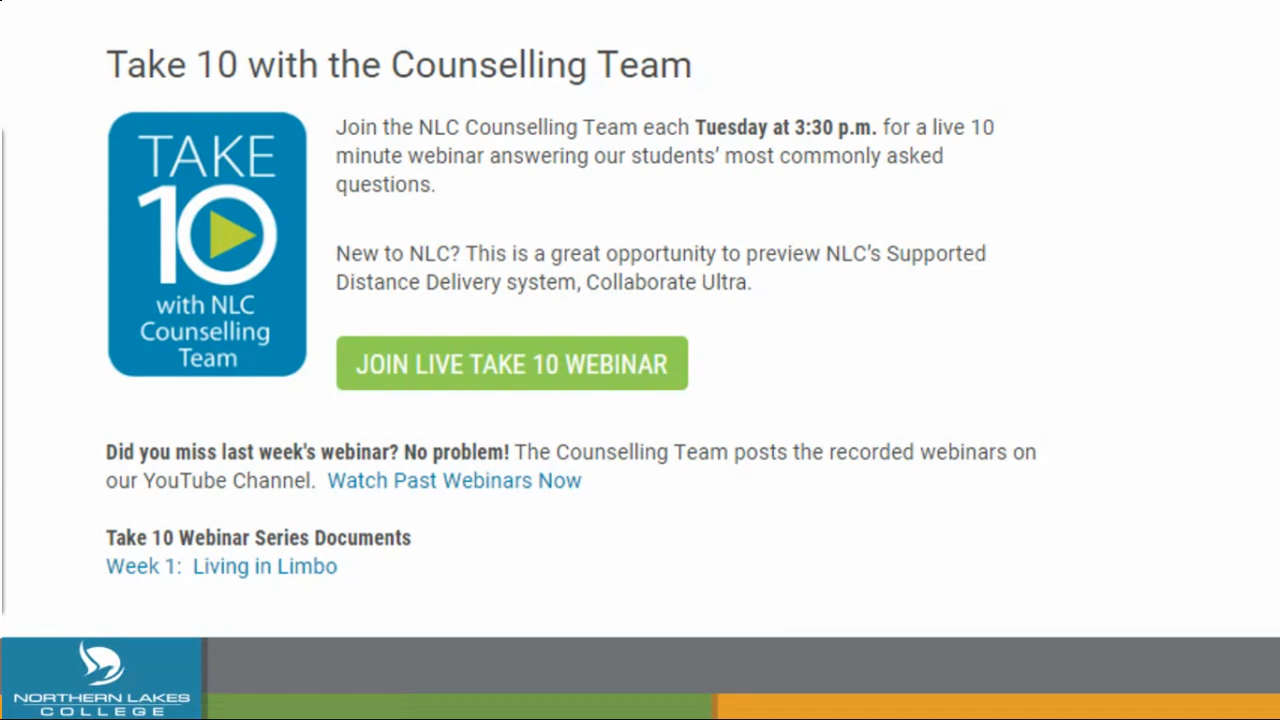 Take 10 with the Counselling Team
TAKE
10
with NLC
Counselling
Team
Join the NLC Counselling Team each Tuesday at 3:30 p.m. for a live 10
minute webinar answering our students’ most commonly asked
questions.
New to NLC? This is a great opportunity to preview NLC’s Supported
Distance Delivery system, Collaborate Ultra.
JOIN LIVE TAKE 10 WEBINAR
Did you miss last week's webinar? No problem! The Counselling Team posts the recorded webinars on
our YouTube Channel. Watch Past Webinars Now
Take 10 Webinar Series Documents
Week 1: Living in Limbo
NORTHERN LAKES
COLLEGE